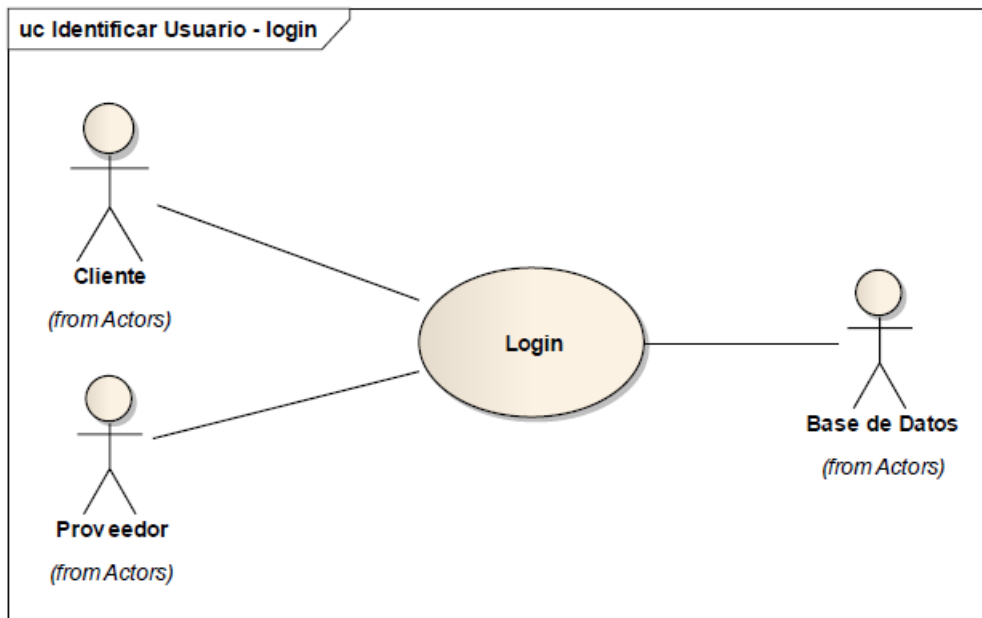 uc Identificar Usuario - login
Cliente
(from Actors)
Login
Base de Datos
(from Actors)
Proveedor
(from Actors)